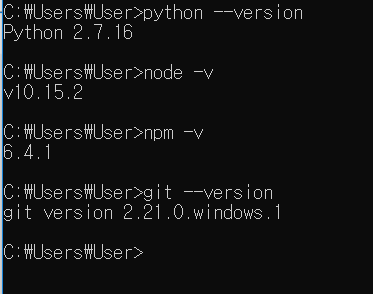 C:₩Users₩User>python --version
Python 2.7.16
C:₩Users₩User>node -v
v10.15.2
C:₩Users₩User>npm -v
6.4.1
C:₩Users₩User>git --version
git version 2.21.0.windows.1
C:₩Users₩User>